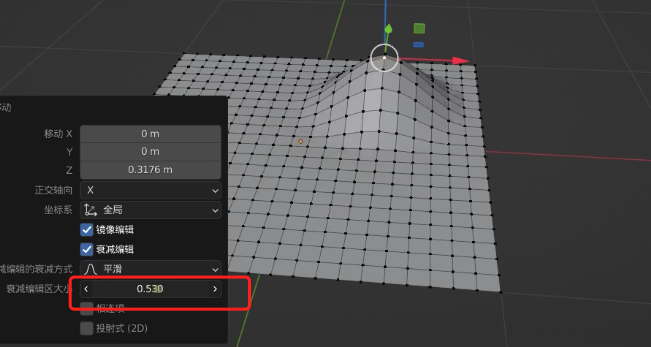 移动
移动 X 0 m
Y 0 m
Z 0.3176 m
正交轴向 X
坐标系 全局
镜像编辑
衰减编辑
减编辑的衰减方式 平滑
衰减编辑区大小 0.530
相连项
投射式 (2D)